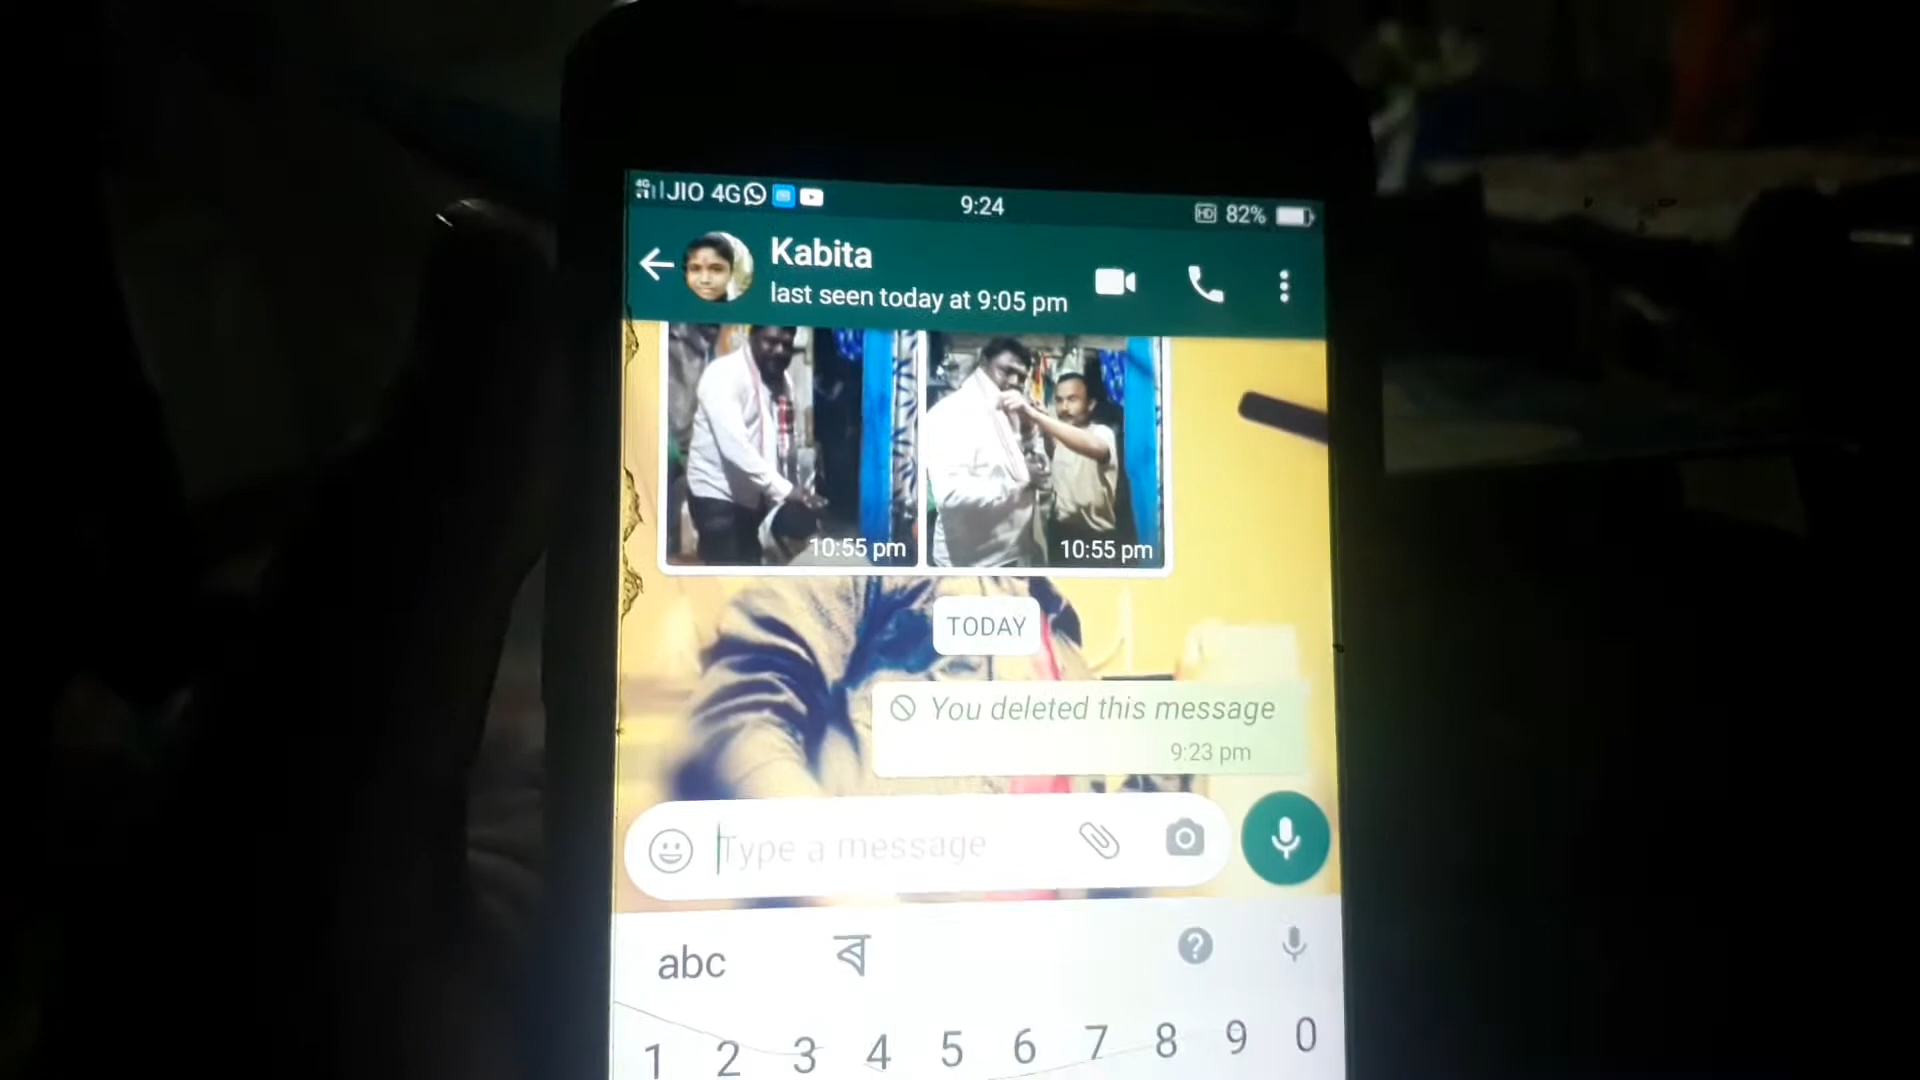 4G JIO 4G 9:24 HD 82%
Kabita
last seen today at 9:05 pm
10:55 pm 10:55 pm
TODAY
You deleted this message
9:23 pm
Type a message
abc ৰ ?
1 2 3 4 5 6 7 8 9 0